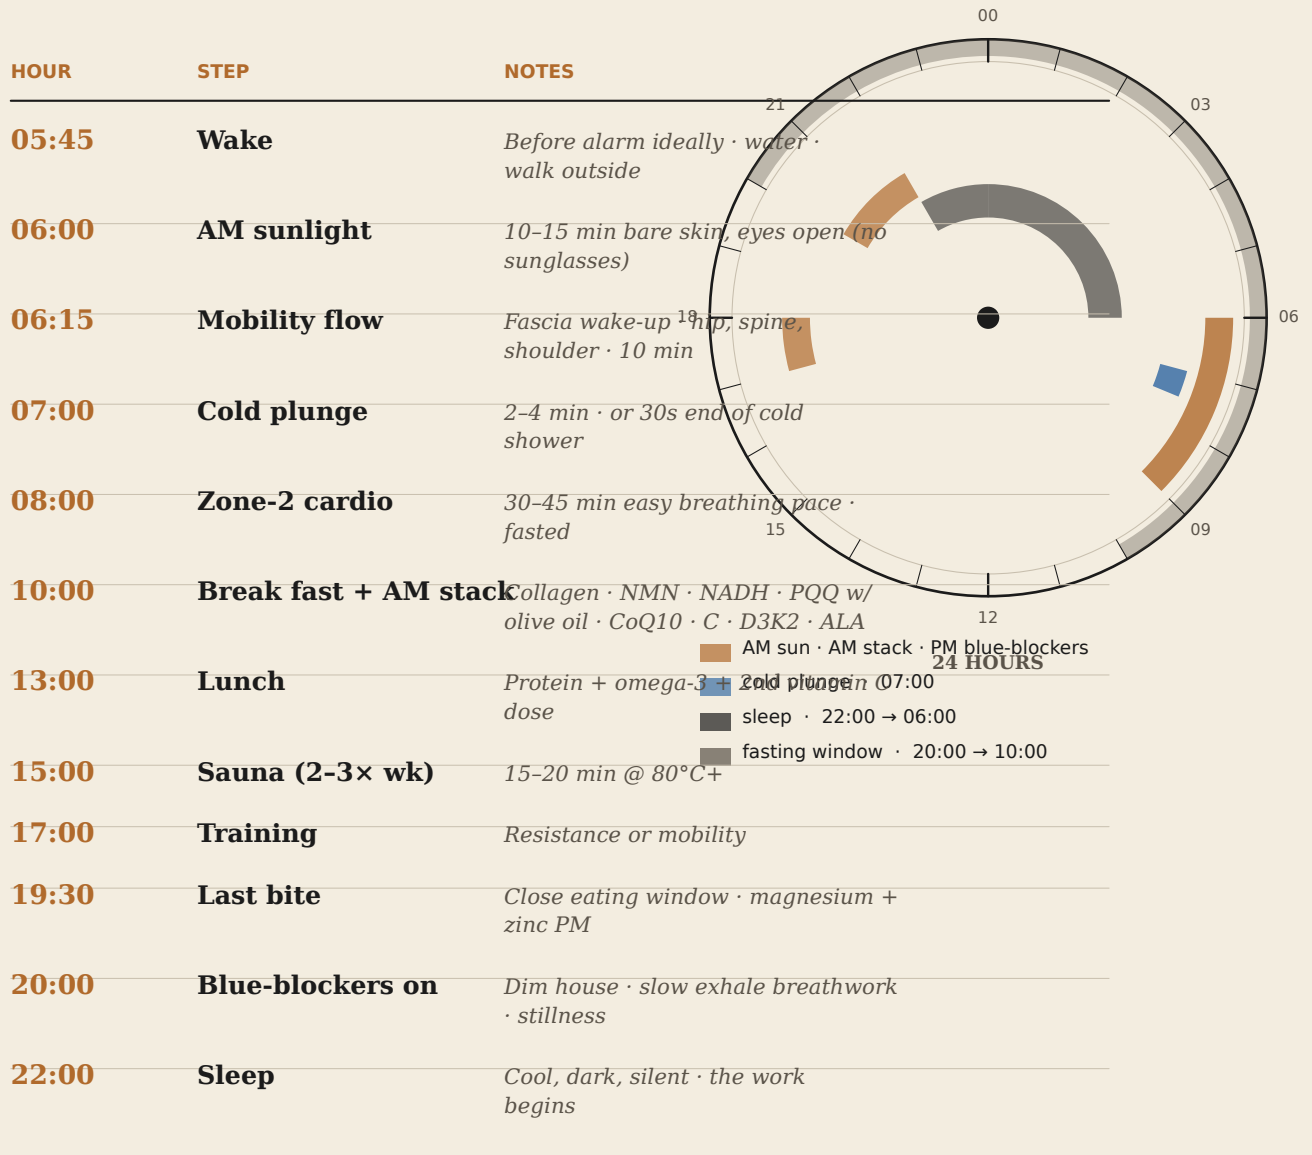 HOUR STEP NOTES
05:45 Wake Before alarm ideally · water ·
walk outside
06:00 AM sunlight 10–15 min bare skin, eyes open (no
sunglasses)
06:15 Mobility flow Fascia wake-up · hip, spine,
shoulder · 10 min
07:00 Cold plunge 2–4 min · or 30s end of cold
shower
08:00 Zone-2 cardio 30–45 min easy breathing pace ·
fasted
10:00 Break fast + AM stack Collagen · NMN · NADH · PQQ w/
olive oil · CoQ10 · C · D3K2 · ALA
13:00 Lunch Protein + omega-3 + 2nd vitamin C
dose
15:00 Sauna (2–3× wk) 15–20 min @ 80°C+
17:00 Training Resistance or mobility
19:30 Last bite Close eating window · magnesium +
zinc PM
20:00 Blue-blockers on Dim house · slow exhale breathwork
· stillness
22:00 Sleep Cool, dark, silent · the work
begins
00
03
06
09
12
15
18
21
24 HOURS
AM sun · AM stack · PM blue-blockers
cold plunge · 07:00
sleep · 22:00 → 06:00
fasting window · 20:00 → 10:00